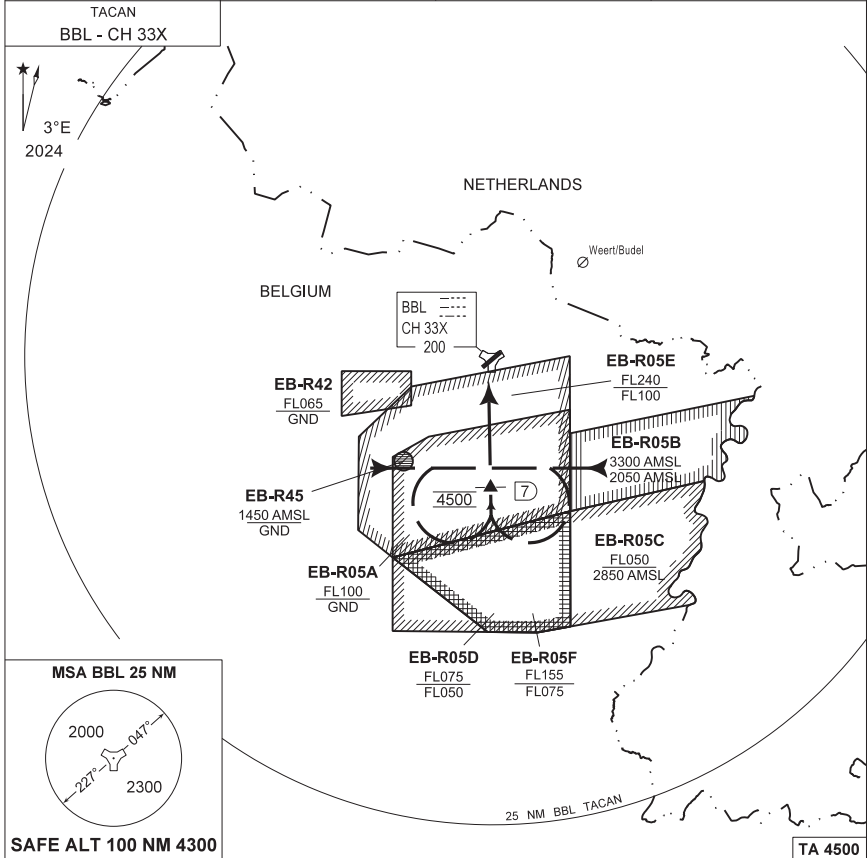 TACAN
BBL - CH 33X
3°E
2024
NETHERLANDS
Weert/Budel
BELGIUM
BBL
CH 33X
200
EB-R05E
FL240
FL100
EB-R42
FL065
GND
EB-R05B
3300 AMSL
2050 AMSL
EB-R45
1450 AMSL
GND
4500
7
EB-R05C
FL050
2850 AMSL
EB-R05A
FL100
GND
EB-R05D
FL075
FL050
EB-R05F
FL155
FL075
MSA BBL 25 NM
2000
047°
227°
2300
SAFE ALT 100 NM 4300
25 NM BBL TACAN
TA 4500